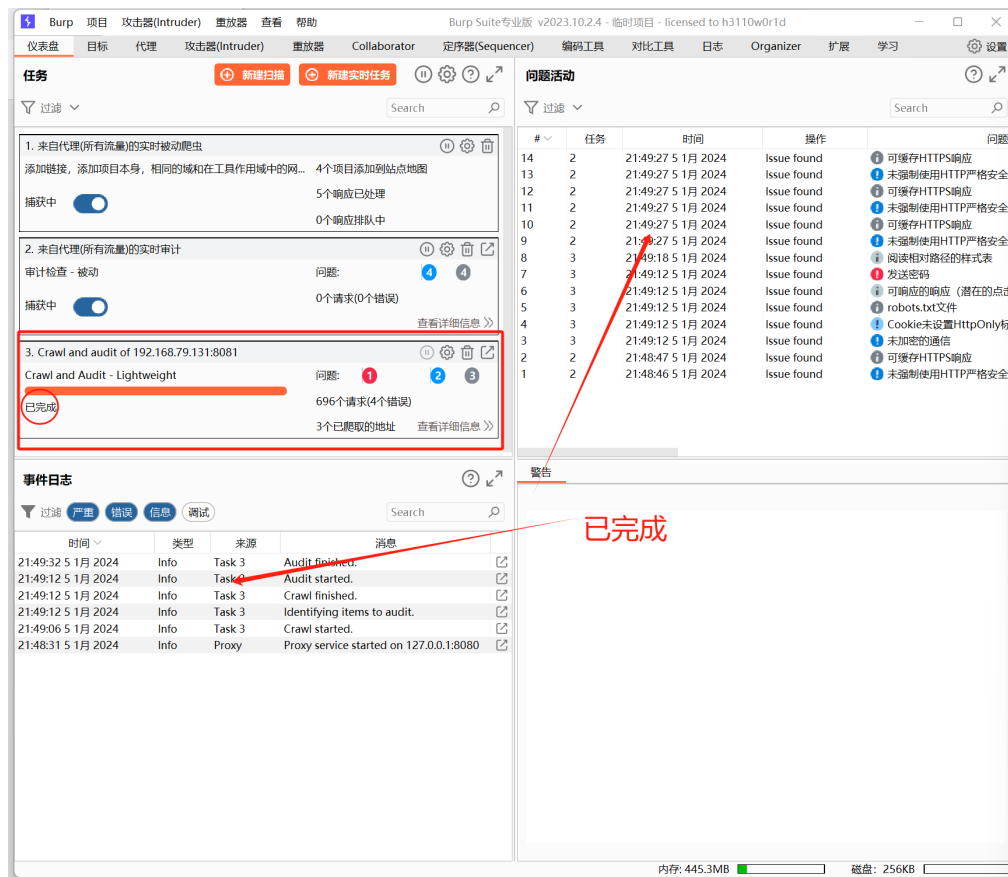 Burp 项目 攻击器(Intruder) 重放器 查看 帮助 Burp Suite专业版 v2023.10.2.4 - 临时项目 - licensed to h3110w0r1d
仪表盘 目标 代理 攻击器(Intruder) 重放器 Collaborator 定序器(Sequencer) 编码工具 对比工具 日志 Organizer 扩展 学习 设置
任务 新建扫描 新建实时任务
过滤 Search
1. 来自代理(所有流量)的实时被动爬虫
添加链接，添加项目本身，相同的域和在工具作用域中的网... 4个项目添加到站点地图
5个响应已处理
捕获中
0个响应排队中
2. 来自代理(所有流量)的实时审计
审计检查 - 被动 问题: 4 4
捕获中 0个请求(0个错误)
查看详细信息
3. Crawl and audit of 192.168.79.131:8081
Crawl and Audit - Lightweight 问题: 1 2 3
已完成 696个请求(4个错误)
3个已爬取的地址 查看详细信息
问题活动
过滤 Search
# 任务 时间 操作 问题
14 2 21:49:27 5 1月 2024 Issue found 可缓存HTTPS响应
13 2 21:49:27 5 1月 2024 Issue found 未强制使用HTTP严格安全
12 2 21:49:27 5 1月 2024 Issue found 可缓存HTTPS响应
11 2 21:49:27 5 1月 2024 Issue found 未强制使用HTTP严格安全
10 2 21:49:27 5 1月 2024 Issue found 可缓存HTTPS响应
9 2 21:49:27 5 1月 2024 Issue found 未强制使用HTTP严格安全
8 3 21:49:18 5 1月 2024 Issue found 阅读相对路径的样式表
7 3 21:49:12 5 1月 2024 Issue found 发送密码
6 3 21:49:12 5 1月 2024 Issue found 可响应的响应（潜在的点击
5 3 21:49:12 5 1月 2024 Issue found robots.txt文件
4 3 21:49:12 5 1月 2024 Issue found Cookie未设置HttpOnly标
3 3 21:49:12 5 1月 2024 Issue found 未加密的通信
2 2 21:48:47 5 1月 2024 Issue found 可缓存HTTPS响应
1 2 21:48:46 5 1月 2024 Issue found 未强制使用HTTP严格安全
事件日志
过滤 严重 错误 信息 调试 Search
时间 类型 来源 消息
21:49:32 5 1月 2024 Info Task 3 Audit finished.
21:49:12 5 1月 2024 Info Task 3 Audit started.
21:49:12 5 1月 2024 Info Task 3 Crawl finished.
21:49:12 5 1月 2024 Info Task 3 Identifying items to audit.
21:49:06 5 1月 2024 Info Task 3 Crawl started.
21:48:31 5 1月 2024 Info Proxy Proxy service started on 127.0.0.1:8080
警告
已完成
内存: 445.3MB 磁盘: 256KB